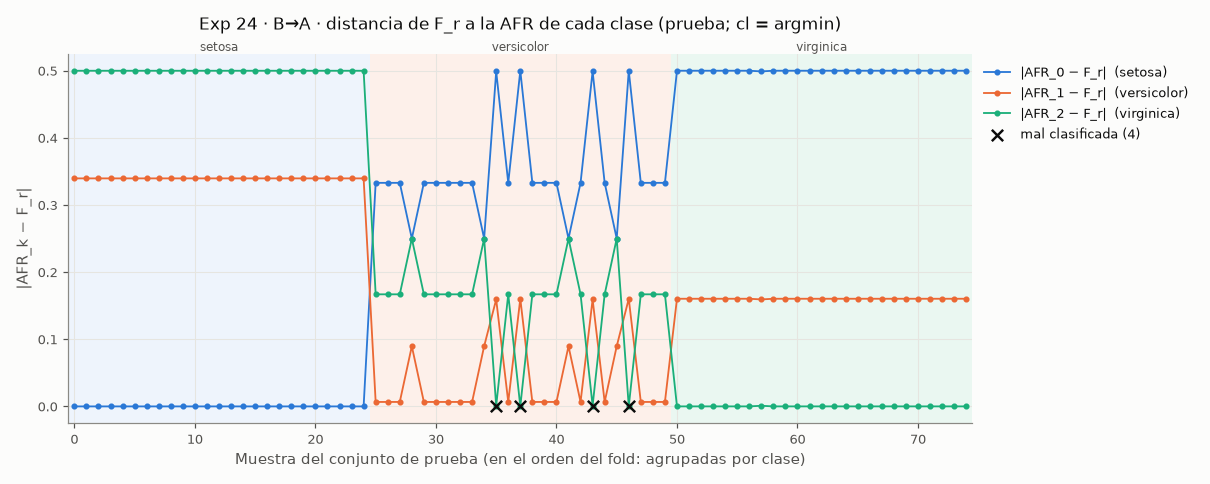 Exp 24 · B→A · distancia de F_r a la AFR de cada clase (prueba; cl = argmin)
setosa
versicolor
virginica
|AFR_0 − F_r| (setosa)
|AFR_1 − F_r| (versicolor)
|AFR_2 − F_r| (virginica)
mal clasificada (4)
|AFR_k − F_r|
0.5
0.4
0.3
0.2
0.1
0.0
0
10
20
30
40
50
60
70
Muestra del conjunto de prueba (en el orden del fold: agrupadas por clase)